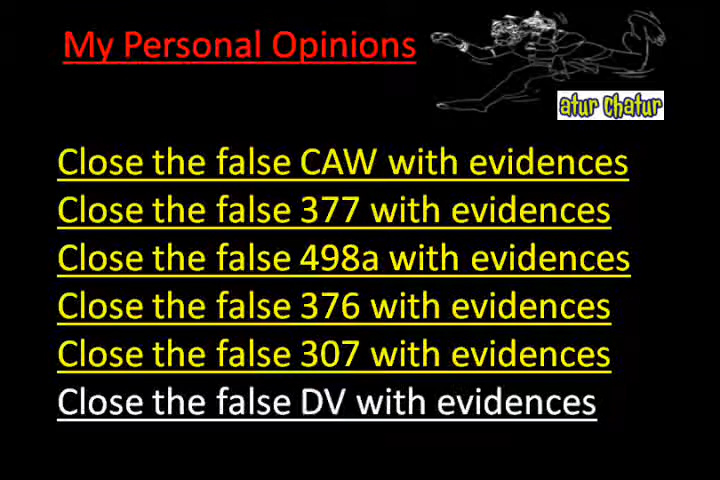 My Personal Opinions
atur chatur
Close the false CAW with evidences
Close the false 377 with evidences
Close the false 498a with evidences
Close the false 376 with evidences
Close the false 307 with evidences
Close the false DV with evidences